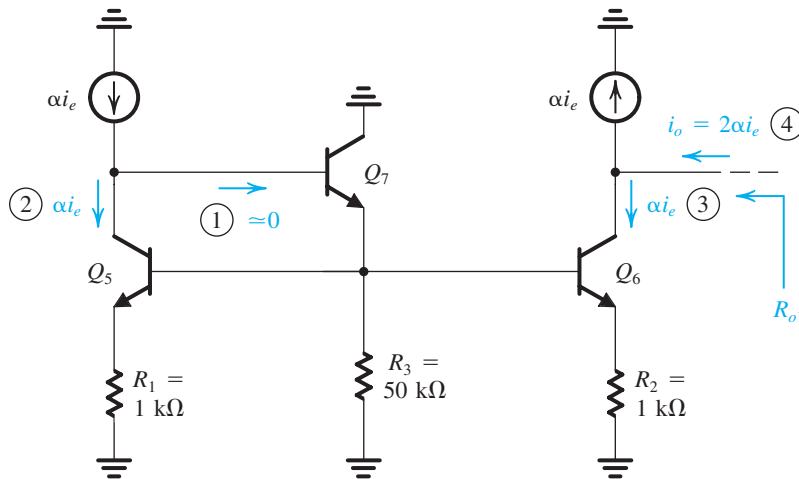 αi_e
αi_e
i_o = 2αi_e ④
Q_7
② αi_e
① ≃0
αi_e ③
Q_5
Q_6
R_o
R_1 =
1 kΩ
R_3 =
50 kΩ
R_2 =
1 kΩ